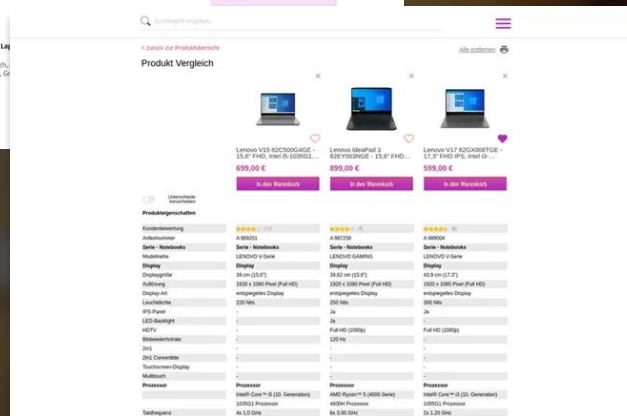 Suchbegriff eingeben
< zurück zur Produktübersicht
Alle entfernen
Produkt Vergleich
Lenovo V15 82C500G4GE - 15,6" FHD, Intel i5-1035G1,...
699,00 €
In den Warenkorb
Lenovo IdeaPad 3 82EY003NGE - 15,6" FHD...
899,00 €
In den Warenkorb
Lenovo V17 82GX008TGE - 17,3" FHD IPS, Intel i3-...
599,00 €
In den Warenkorb
Unterschiede hervorheben
Produkteigenschaften
Kundenbewertung
Artikelnummer A 889201 A 887258 A 889004
Serie - Notebooks Serie - Notebooks Serie - Notebooks Serie - Notebooks
Modellreihe LENOVO V-Serie LENOVO GAMING LENOVO V-Serie
Display Display Display Display
Displaygröße 39 cm (15.6") 39,62 cm (15.6") 43,9 cm (17.3")
Auflösung 1920 x 1080 Pixel (Full HD) 1920 x 1080 Pixel (Full HD) 1920 x 1080 Pixel (Full HD)
Display-Art entspiegeltes Display entspiegeltes Display entspiegeltes Display
Leuchtdichte 220 Nits 250 Nits 300 Nits
IPS-Panel - Ja Ja
LED-Backlight - Ja -
HDTV - Full HD (1080p) Full HD (1080p)
Bildwiederholrate - 120 Hz -
2in1 - - -
2in1 Convertible - - -
Touchscreen-Display - - -
Multitouch - - -
Prozessor Prozessor Prozessor Prozessor
Intel® Core™ i5 (10. Generation) AMD Ryzen™ 5 (4000 Serie) Intel® Core™ i3 (10. Generation)
1035G1 Prozessor 4600H Prozessor 1005G1 Prozessor
Taktfrequenz 4x 1.0 GHz 6x 3.00 GHz 2x 1.20 GHz